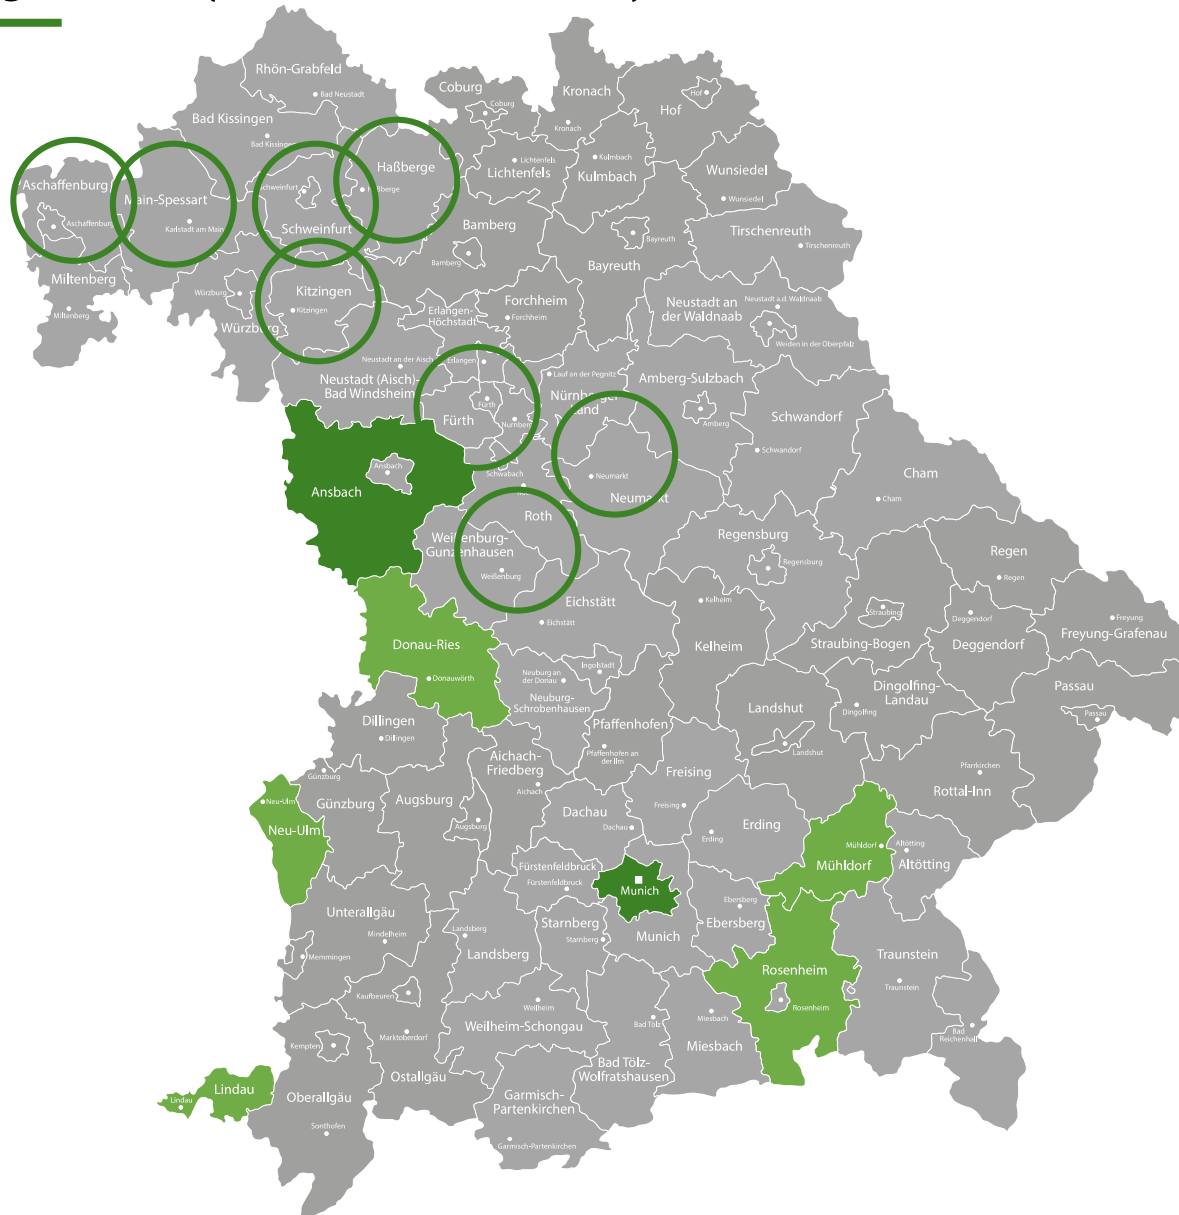 Rhön-Grabfeld
Bad Neustadt
Coburg
Coburg
Kronach
Kronach
Hof
Hof
Bad Kissingen
Bad Kissingen
Haßberge
Haßberge
Lichtenfels
Lichtenfels
Kulmbach
Kulmbach
Wunsiedel
Wunsiedel
Aschaffenburg
Aschaffenburg
Main-Spessart
Karlstadt am Main
Schweinfurt
Schweinfurt
Bamberg
Bamberg
Bayreuth
Bayreuth
Tirschenreuth
Tirschenreuth
Miltenberg
Miltenberg
Würzburg
Würzburg
Kitzingen
Kitzingen
Erlangen-
Höchstadt
Forchheim
Forchheim
Neustadt an
der Waldnaab
Neustadt a.d. Waldnaab
Weiden in der Oberpfalz
Neustadt an der Aisch
Neustadt (Aisch)-
Bad Windsheim
Erlangen
Fürth
Fürth
Nürnberg
Lauf an der Pegnitz
Nürnberger
Land
Amberg-Sulzbach
Amberg
Schwandorf
Schwandorf
Cham
Cham
Ansbach
Ansbach
Schwabach
Roth
Neumarkt
Neumarkt
Weißenburg-
Gunzenhausen
Weißenburg
Regensburg
Regensburg
Regen
Regen
Eichstätt
Eichstätt
Kelheim
Kelheim
Straubing
Straubing-Bogen
Deggendorf
Deggendorf
Freyung
Freyung-Grafenau
Donau-Ries
Donauwörth
Ingolstadt
Neuburg an
der Donau
Neuburg-
Schrobenhausen
Dingolfing-
Landau
Dingolfing
Passau
Passau
Dillingen
Dillingen
Pfaffenhofen
Pfaffenhofen an
der Ilm
Landshut
Landshut
Pfarrkirchen
Rottal-Inn
Günzburg
Günzburg
Augsburg
Augsburg
Aichach-
Friedberg
Aichach
Freising
Freising
Neu-Ulm
Neu-Ulm
Dachau
Dachau
Erding
Erding
Mühldorf
Mühldorf
Altötting
Altötting
Fürstenfeldbruck
Fürstenfeldbruck
Munich
Munich
Ebersberg
Ebersberg
Unterallgäu
Mindelheim
Memmingen
Landsberg
Landsberg
Starnberg
Starnberg
Rosenheim
Rosenheim
Traunstein
Traunstein
Kaufbeuren
Marktoberdorf
Ostallgäu
Weilheim
Weilheim-Schongau
Bad Tölz
Bad Tölz-
Wolfratshausen
Miesbach
Miesbach
Bad
Reichenhall
Kempten
Oberallgäu
Sonthofen
Lindau
Lindau
Garmisch-
Partenkirchen
Garmisch-Partenkirchen